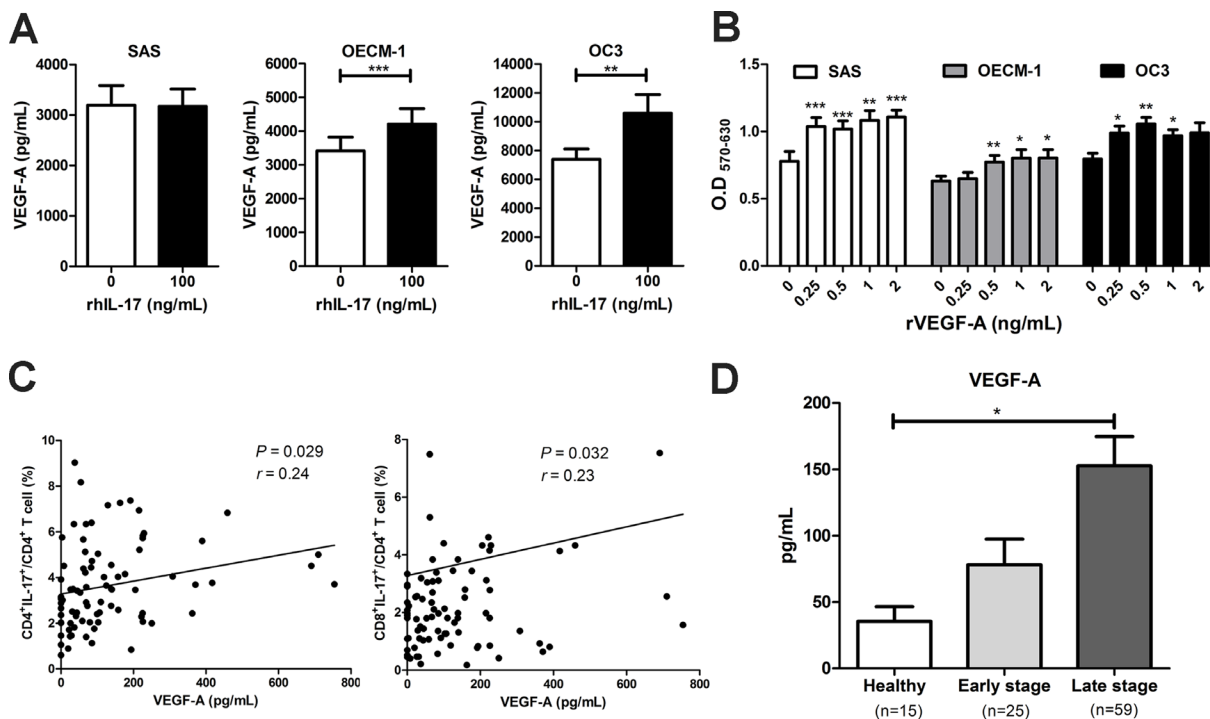 A
SAS
4000
3000
2000
1000
0
VEGF-A (pg/mL)
0 100
rhIL-17 (ng/mL)
OECM-1
***
6000
5000
4000
3000
2000
1000
0
VEGF-A (pg/mL)
0 100
rhIL-17 (ng/mL)
OC3
**
14000
12000
10000
8000
6000
4000
2000
0
VEGF-A (pg/mL)
0 100
rhIL-17 (ng/mL)
B
SAS OECM-1 OC3
1.5
1.0
0.5
0.0
O.D 570-630
*** *** ** ***
** * *
* ** *
0 0.25 0.5 1 2 0 0.25 0.5 1 2 0 0.25 0.5 1 2
rVEGF-A (ng/mL)
C
P = 0.029
r = 0.24
10
8
6
4
2
0
CD4+IL-17+/CD4+ T cell (%)
0 200 400 600 800
VEGF-A (pg/mL)
P = 0.032
r = 0.23
8
6
4
2
0
CD8+IL-17+/CD4+ T cell (%)
0 200 400 600 800
VEGF-A (pg/mL)
D
VEGF-A
*
200
150
100
50
0
pg/mL
Healthy Early stage Late stage
(n=15) (n=25) (n=59)